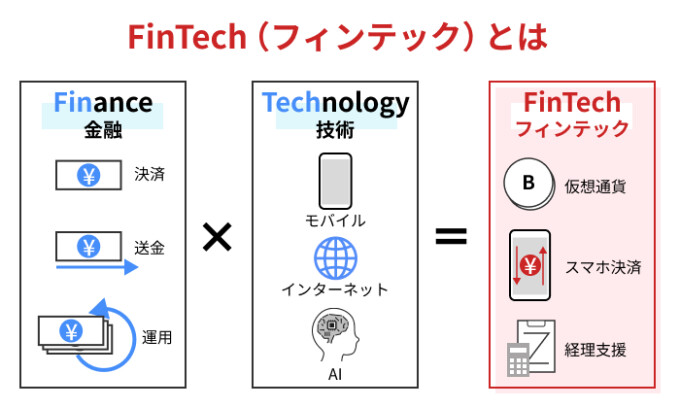 FinTech（フィンテック）とは
Finance
金融
¥
決済
¥
送金
¥
運用
×
Technology
技術
モバイル
インターネット
AI
=
FinTech
フィンテック
B
仮想通貨
¥
スマホ決済
経理支援